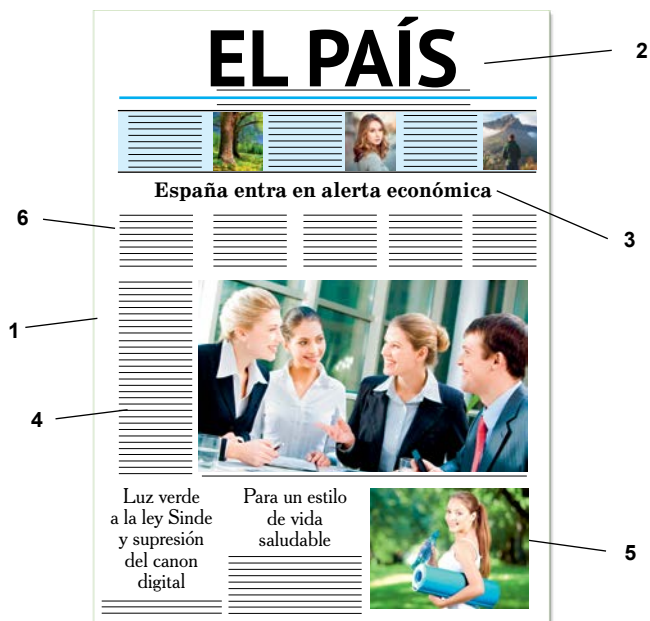 EL PAÍS
2
España entra en alerta económica
6
3
1
4
Luz verde
a la ley Sinde
y supresión
del canon
digital
Para un estilo
de vida
saludable
5